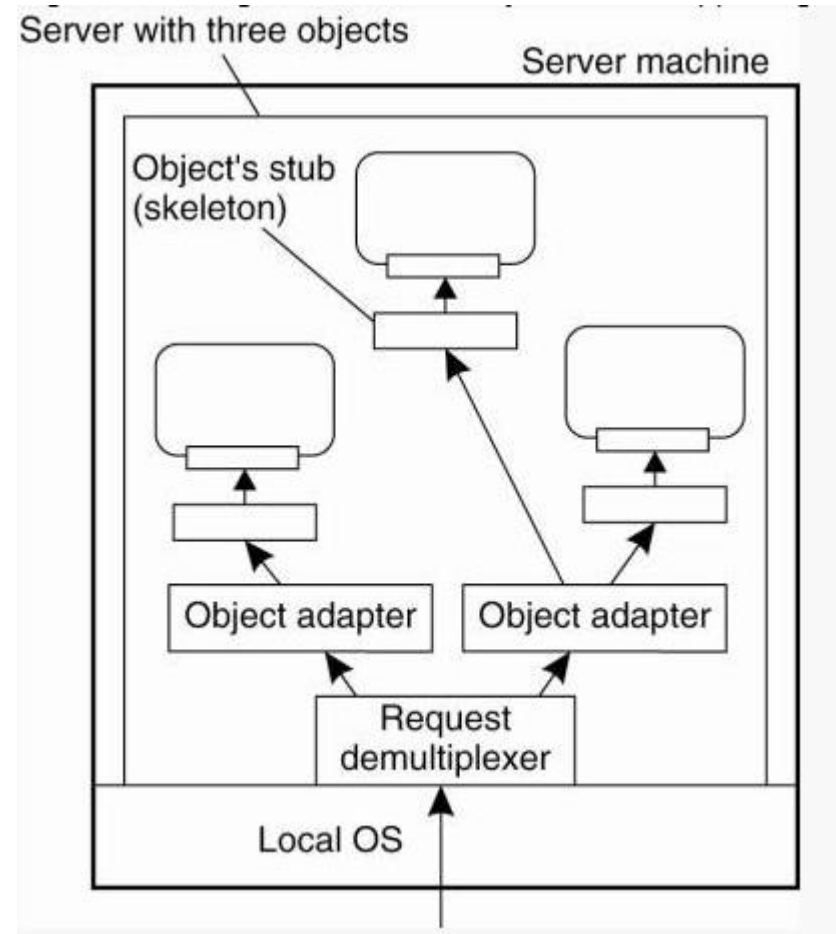 Server with three objects
Server machine
Object's stub
(skeleton)
Object adapter
Object adapter
Request
demultiplexer
Local OS